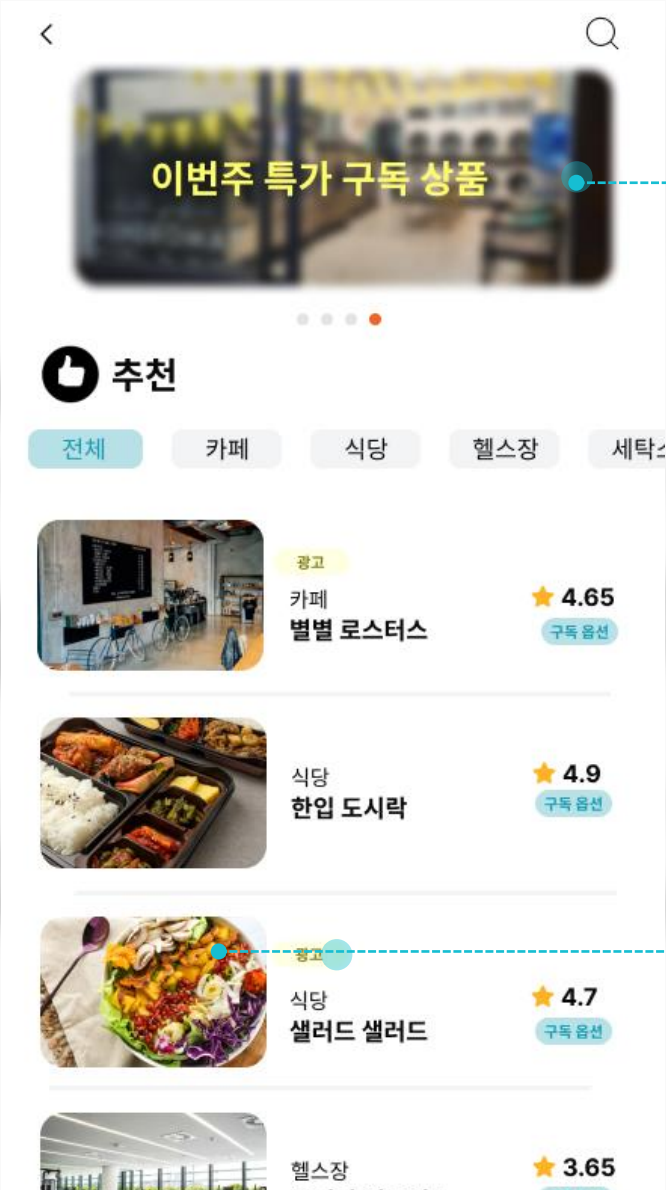 이번주 특가 구독 상품
추천
전체 카페 식당 헬스장 세탁
광고
카페
별별 로스터스
4.65
구독 옵션
식당
한입 도시락
4.9
구독 옵션
광고
식당
샐러드 샐러드
4.7
구독 옵션
헬스장
3.65